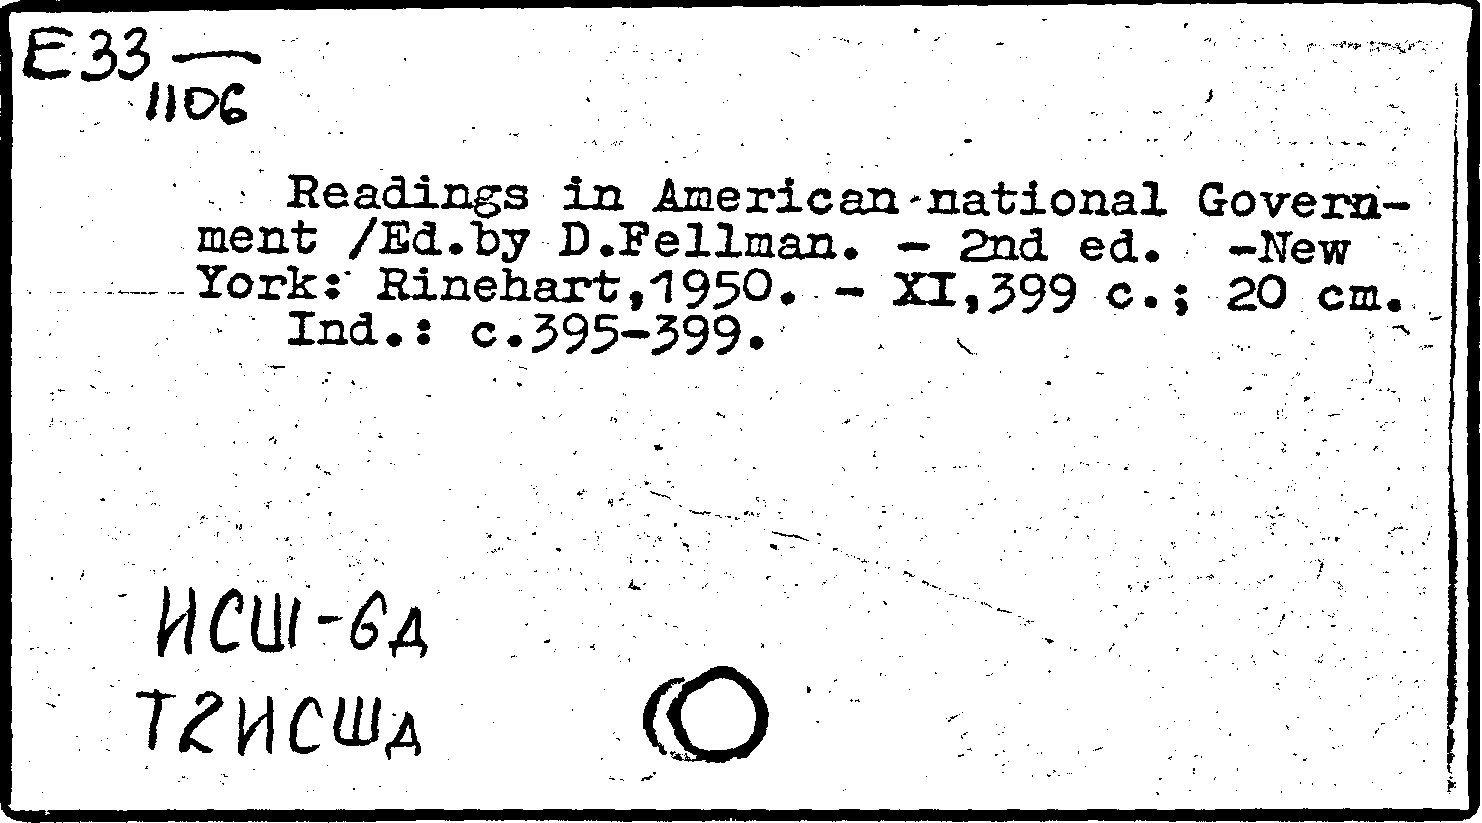 E 33 —
1106
Readings in American national Govern-
ment /Ed.by D.Fellman. – 2nd ed. –New
York: Rinehart,1950. – XI,399 с.; 20 cm.
Ind.: с.395–399.
ИСШ-6д
Т2ИСШд